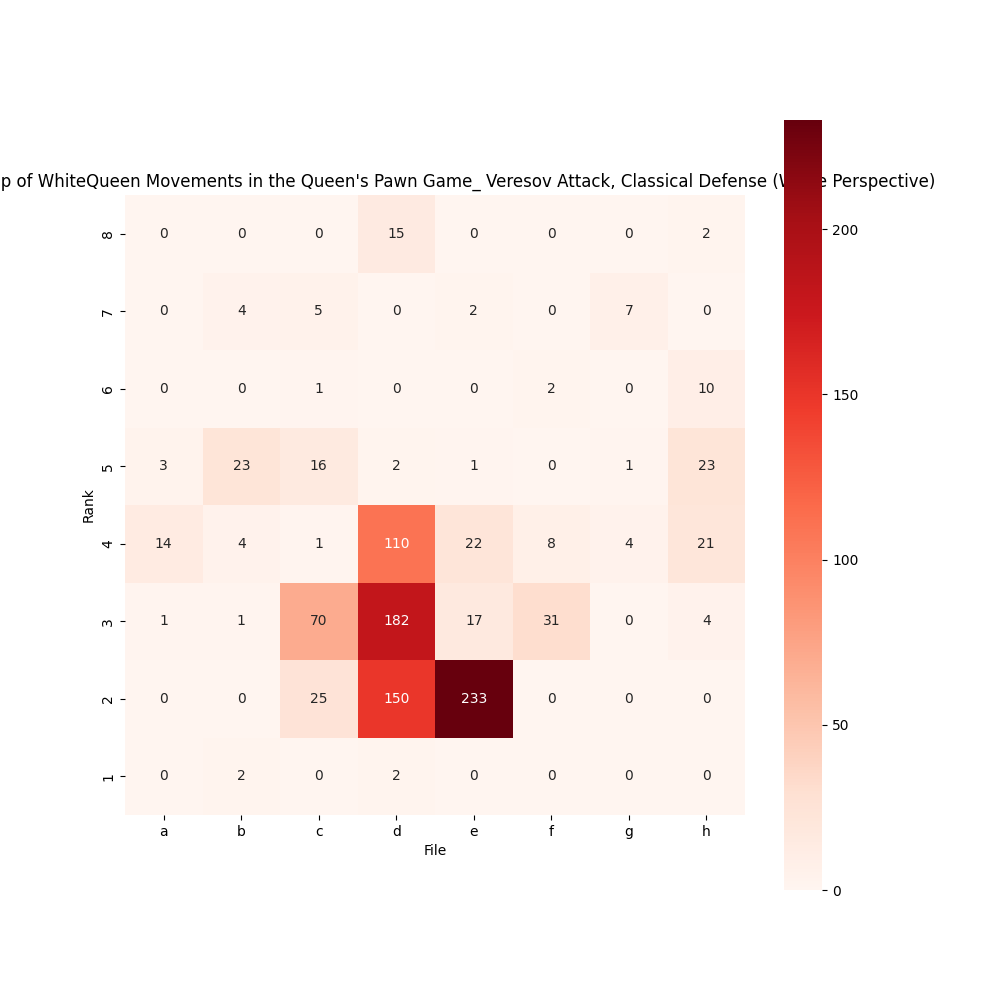 p of WhiteQueen Movements in the Queen's Pawn Game_ Veresov Attack, Classical Defense (W e Perspective)
200
150
100
50
0
Rank
8 0 0 0 15 0 0 0 2
7 0 4 5 0 2 0 7 0
6 0 0 1 0 0 2 0 10
5 3 23 16 2 1 0 1 23
4 14 4 1 110 22 8 4 21
3 1 1 70 182 17 31 0 4
2 0 0 25 150 233 0 0 0
1 0 2 0 2 0 0 0 0
a b c d e f g h
File